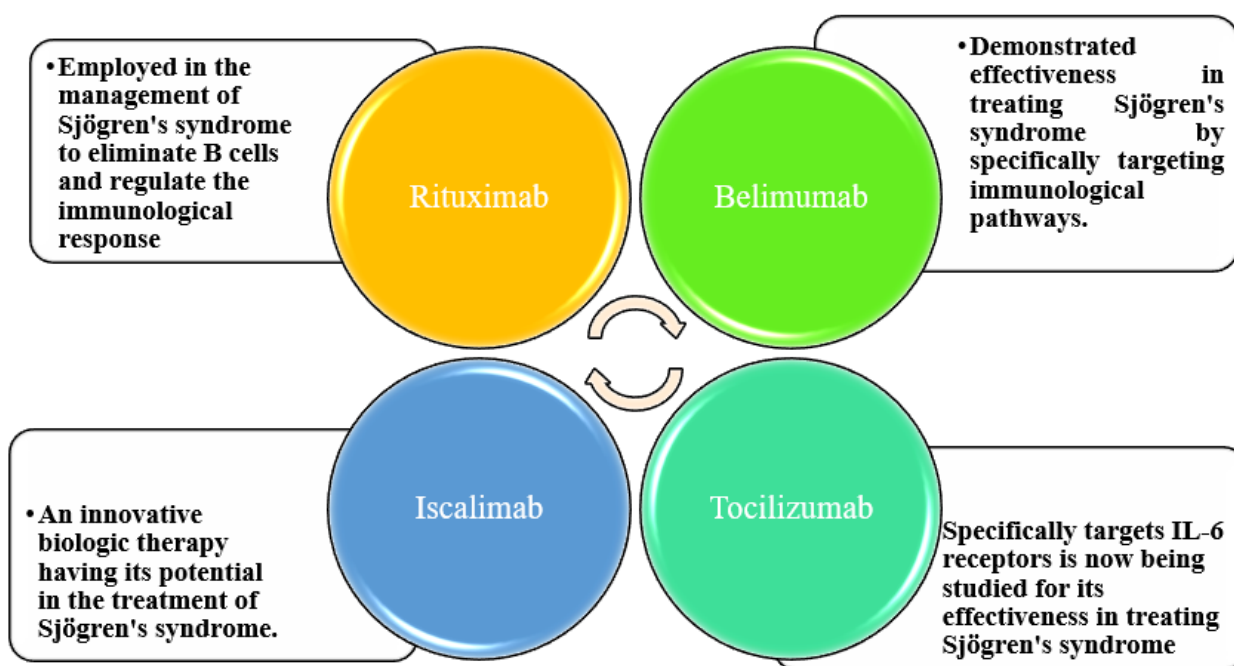 •Employed in the
management of
Sjögren's syndrome
to eliminate B cells
and regulate the
immunological
response
Rituximab
Belimumab
•Demonstrated
effectiveness in
treating Sjögren's
syndrome by
specifically targeting
immunological
pathways.
•An innovative
biologic therapy
having its potential
in the treatment of
Sjögren's syndrome.
Iscalimab
Tocilizumab
Specifically targets IL-6
receptors is now being
studied for its
effectiveness in treating
Sjögren's syndrome